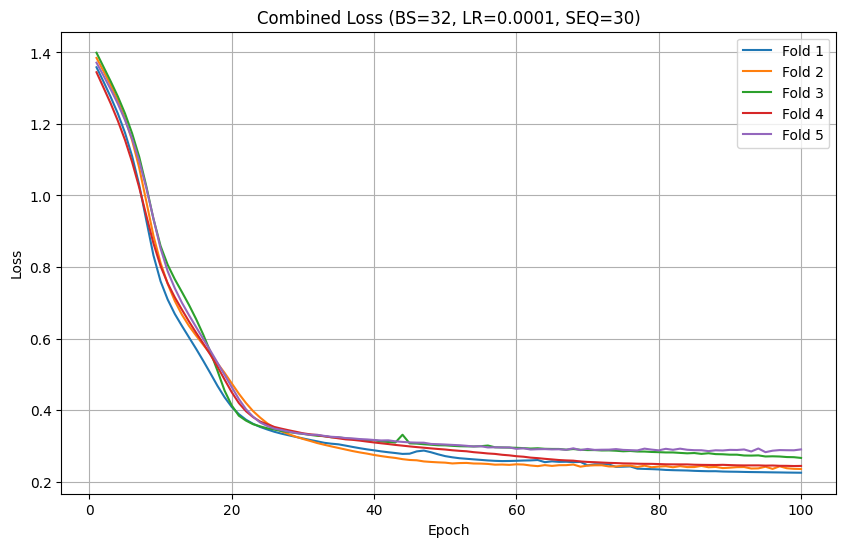 Combined Loss (BS=32, LR=0.0001, SEQ=30)
Loss
1.4
1.2
1.0
0.8
0.6
0.4
0.2
Fold 1
Fold 2
Fold 3
Fold 4
Fold 5
0 20 40 60 80 100
Epoch